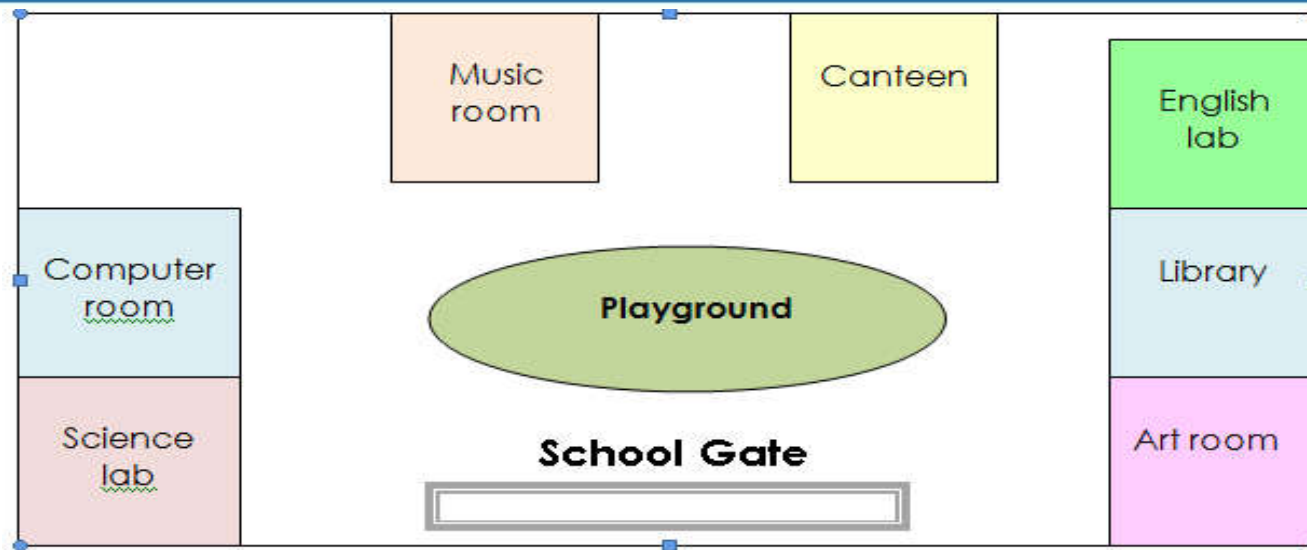 Music
room
Canteen
English
lab
Computer
room
Playground
Library
Science
lab
School Gate
Art room